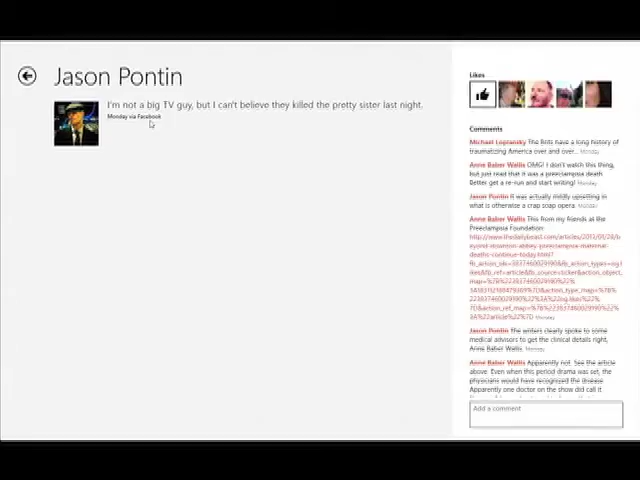 Jason Pontin
I'm not a big TV guy, but I can't believe they killed the pretty sister last night.
Monday via Facebook
Likes
Comments
Michael Lopiansky The Brits have a long history of
traumatizing America over and over... Monday
Anne Baber Wallis OMG! I don't watch this thing,
but just read that it was a preeclampsia death.
Better get a re-run and start writing! Monday
Jason Pontin It was actually mildly upsetting in
what is otherwise a crap soap opera. Monday
Anne Baber Wallis This from my friends at the
Preeclampsia Foundation:
Monday
Jason Pontin The writers clearly spoke to some
medical advisors to get the clinical details right,
Anne Baber Wallis. Monday
Anne Baber Wallis Apparently not. See the article
above. Even when this period drama was set, the
physicians would have recognized the disease.
Apparently one doctor on the show did call it
Add a comment